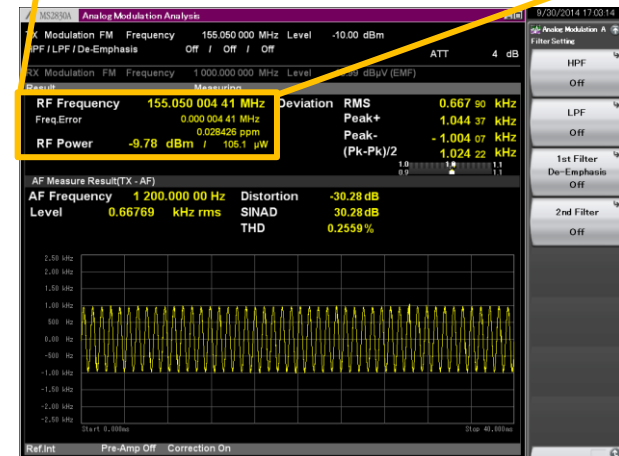 MS2830A Analog Modulation Analysis
9/30/2014 17:03:14
TX Modulation FM Frequency 155.050 000 MHz Level -10.00 dBm
HPF / LPF / De-Emphasis Off / Off / Off
ATT 4 dB
RX Modulation FM Frequency 1 000.000 000 MHz Level dBµV (EMF)
Result Measuring
RF Frequency 155.050 004 41 MHz Deviation RMS 0.667 90 kHz
Freq.Error 0.000 004 41 MHz Peak+ 1.044 37 kHz
0.028426 ppm Peak- - 1.004 07 kHz
RF Power -9.78 dBm / 105.1 µW (Pk-Pk)/2 1.024 22 kHz
1.0 1.0 1.1
0.9 1.1
AF Measure Result(TX - AF)
AF Frequency 1 200.000 00 Hz Distortion -30.28 dB
Level 0.66769 kHz rms SINAD 30.28 dB
THD 0.2559 %
2.50 kHz
2.00 kHz
1.50 kHz
1.00 kHz
500 Hz
0.00 Hz
-500 Hz
-1.00 kHz
-1.50 kHz
-2.00 kHz
-2.50 kHz
Start 0.000ms Stop 40.000ms
Ref.Int Pre-Amp Off Correction On
Analog Modulation A
Filter Setting
HPF
Off
LPF
Off
1st Filter
De-Emphasis
Off
2nd Filter
Off